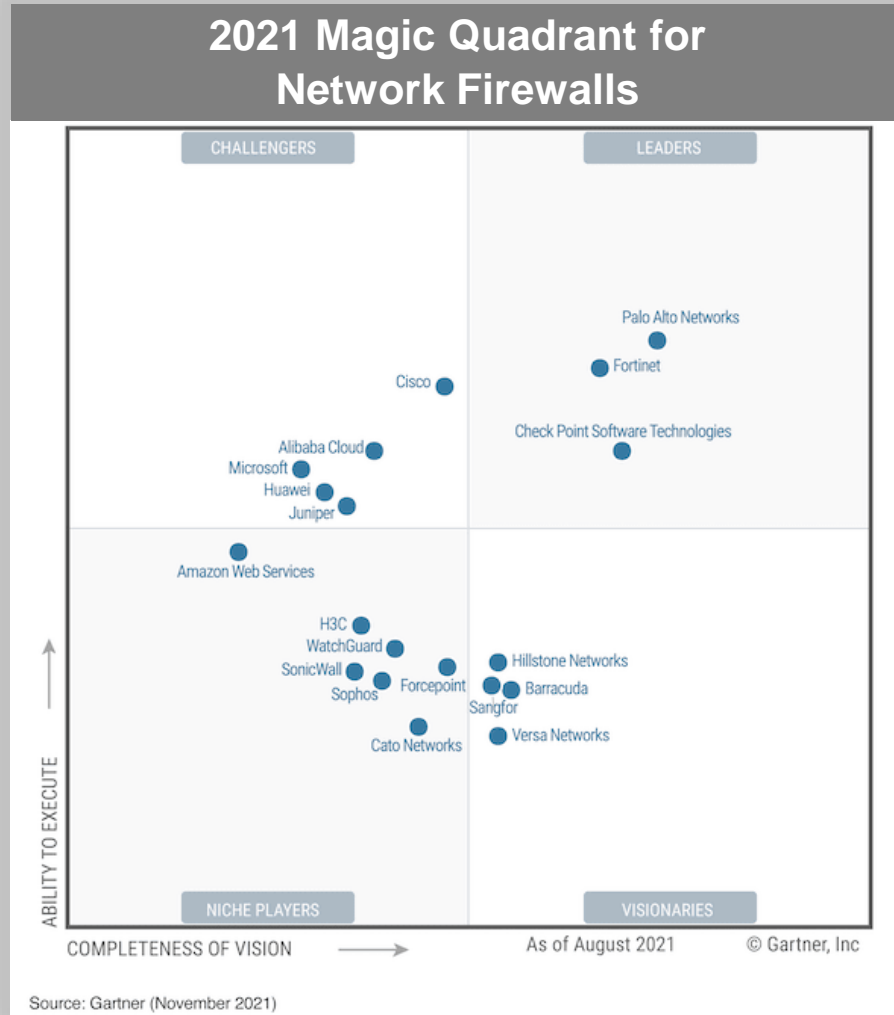 2021 Magic Quadrant for
Network Firewalls
CHALLENGERS
LEADERS
Palo Alto Networks
Fortinet
Cisco
Check Point Software Technologies
Alibaba Cloud
Microsoft
Huawei
Juniper
Amazon Web Services
H3C
WatchGuard
SonicWall
Sophos
Forcepoint
Cato Networks
Hillstone Networks
Barracuda
Sangfor
Versa Networks
ABILITY TO EXECUTE
NICHE PLAYERS
VISIONARIES
COMPLETENESS OF VISION
As of August 2021
© Gartner, Inc
Source: Gartner (November 2021)